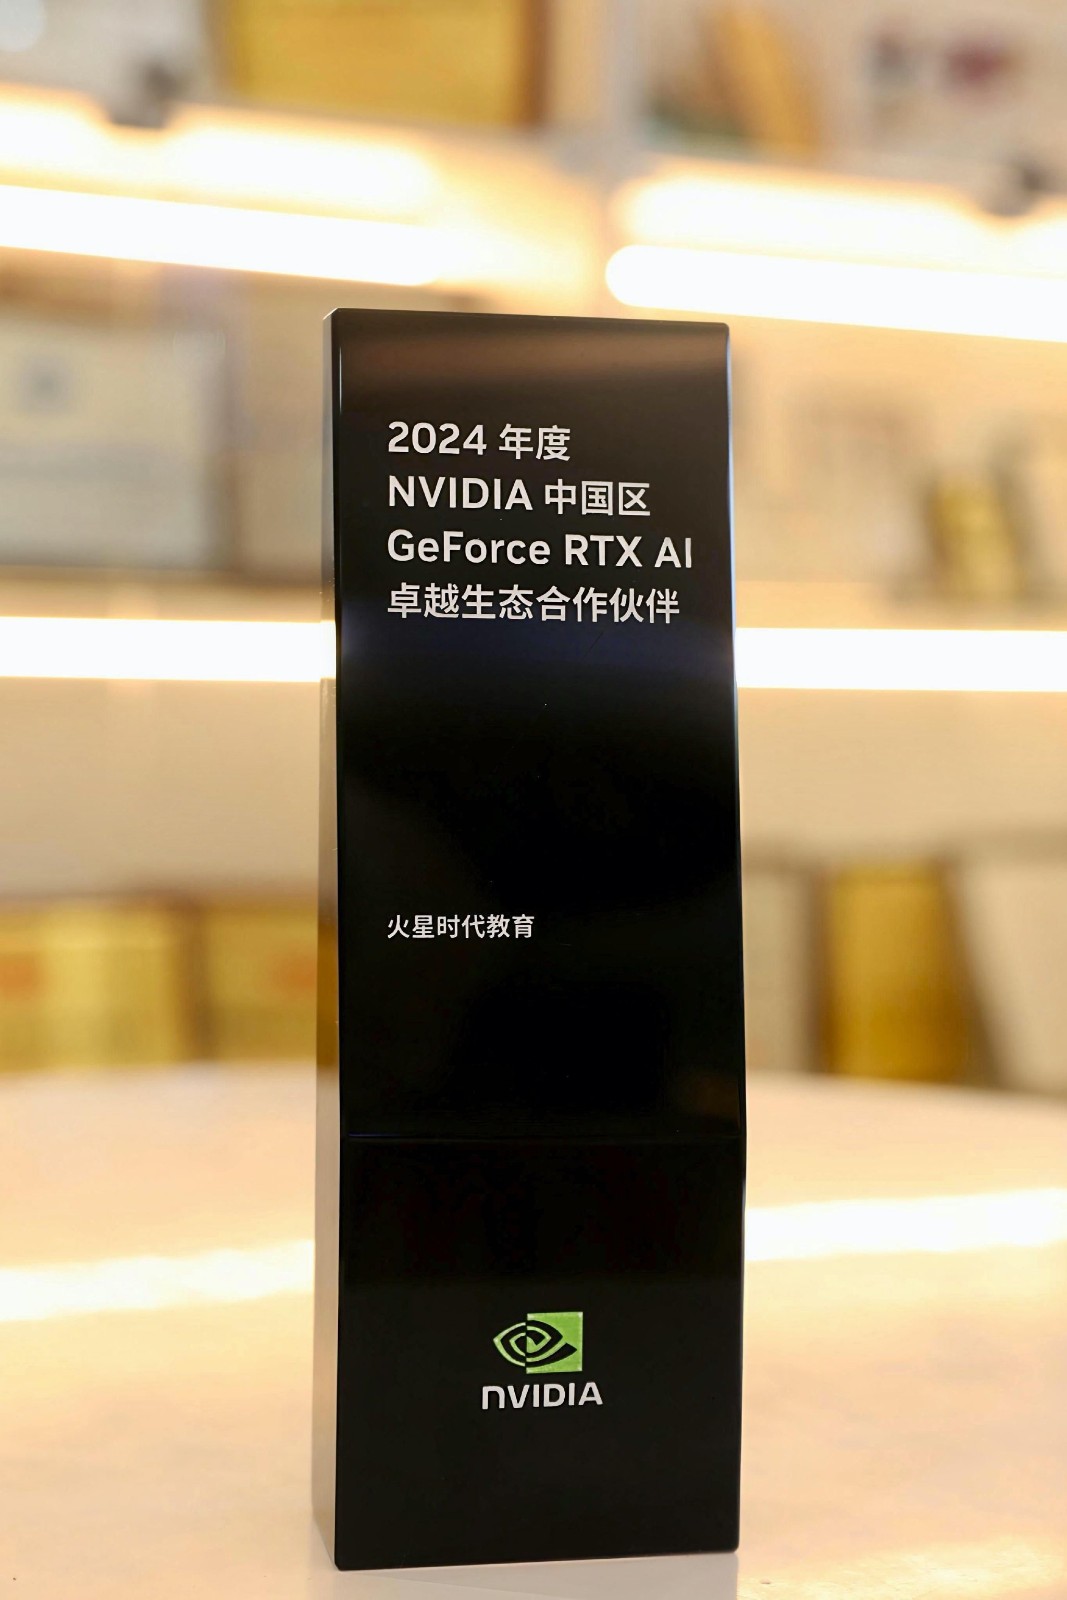 2024 年度
NVIDIA 中国区
GeForce RTX AI
卓越生态合作伙伴
火星时代教育
NVIDIA